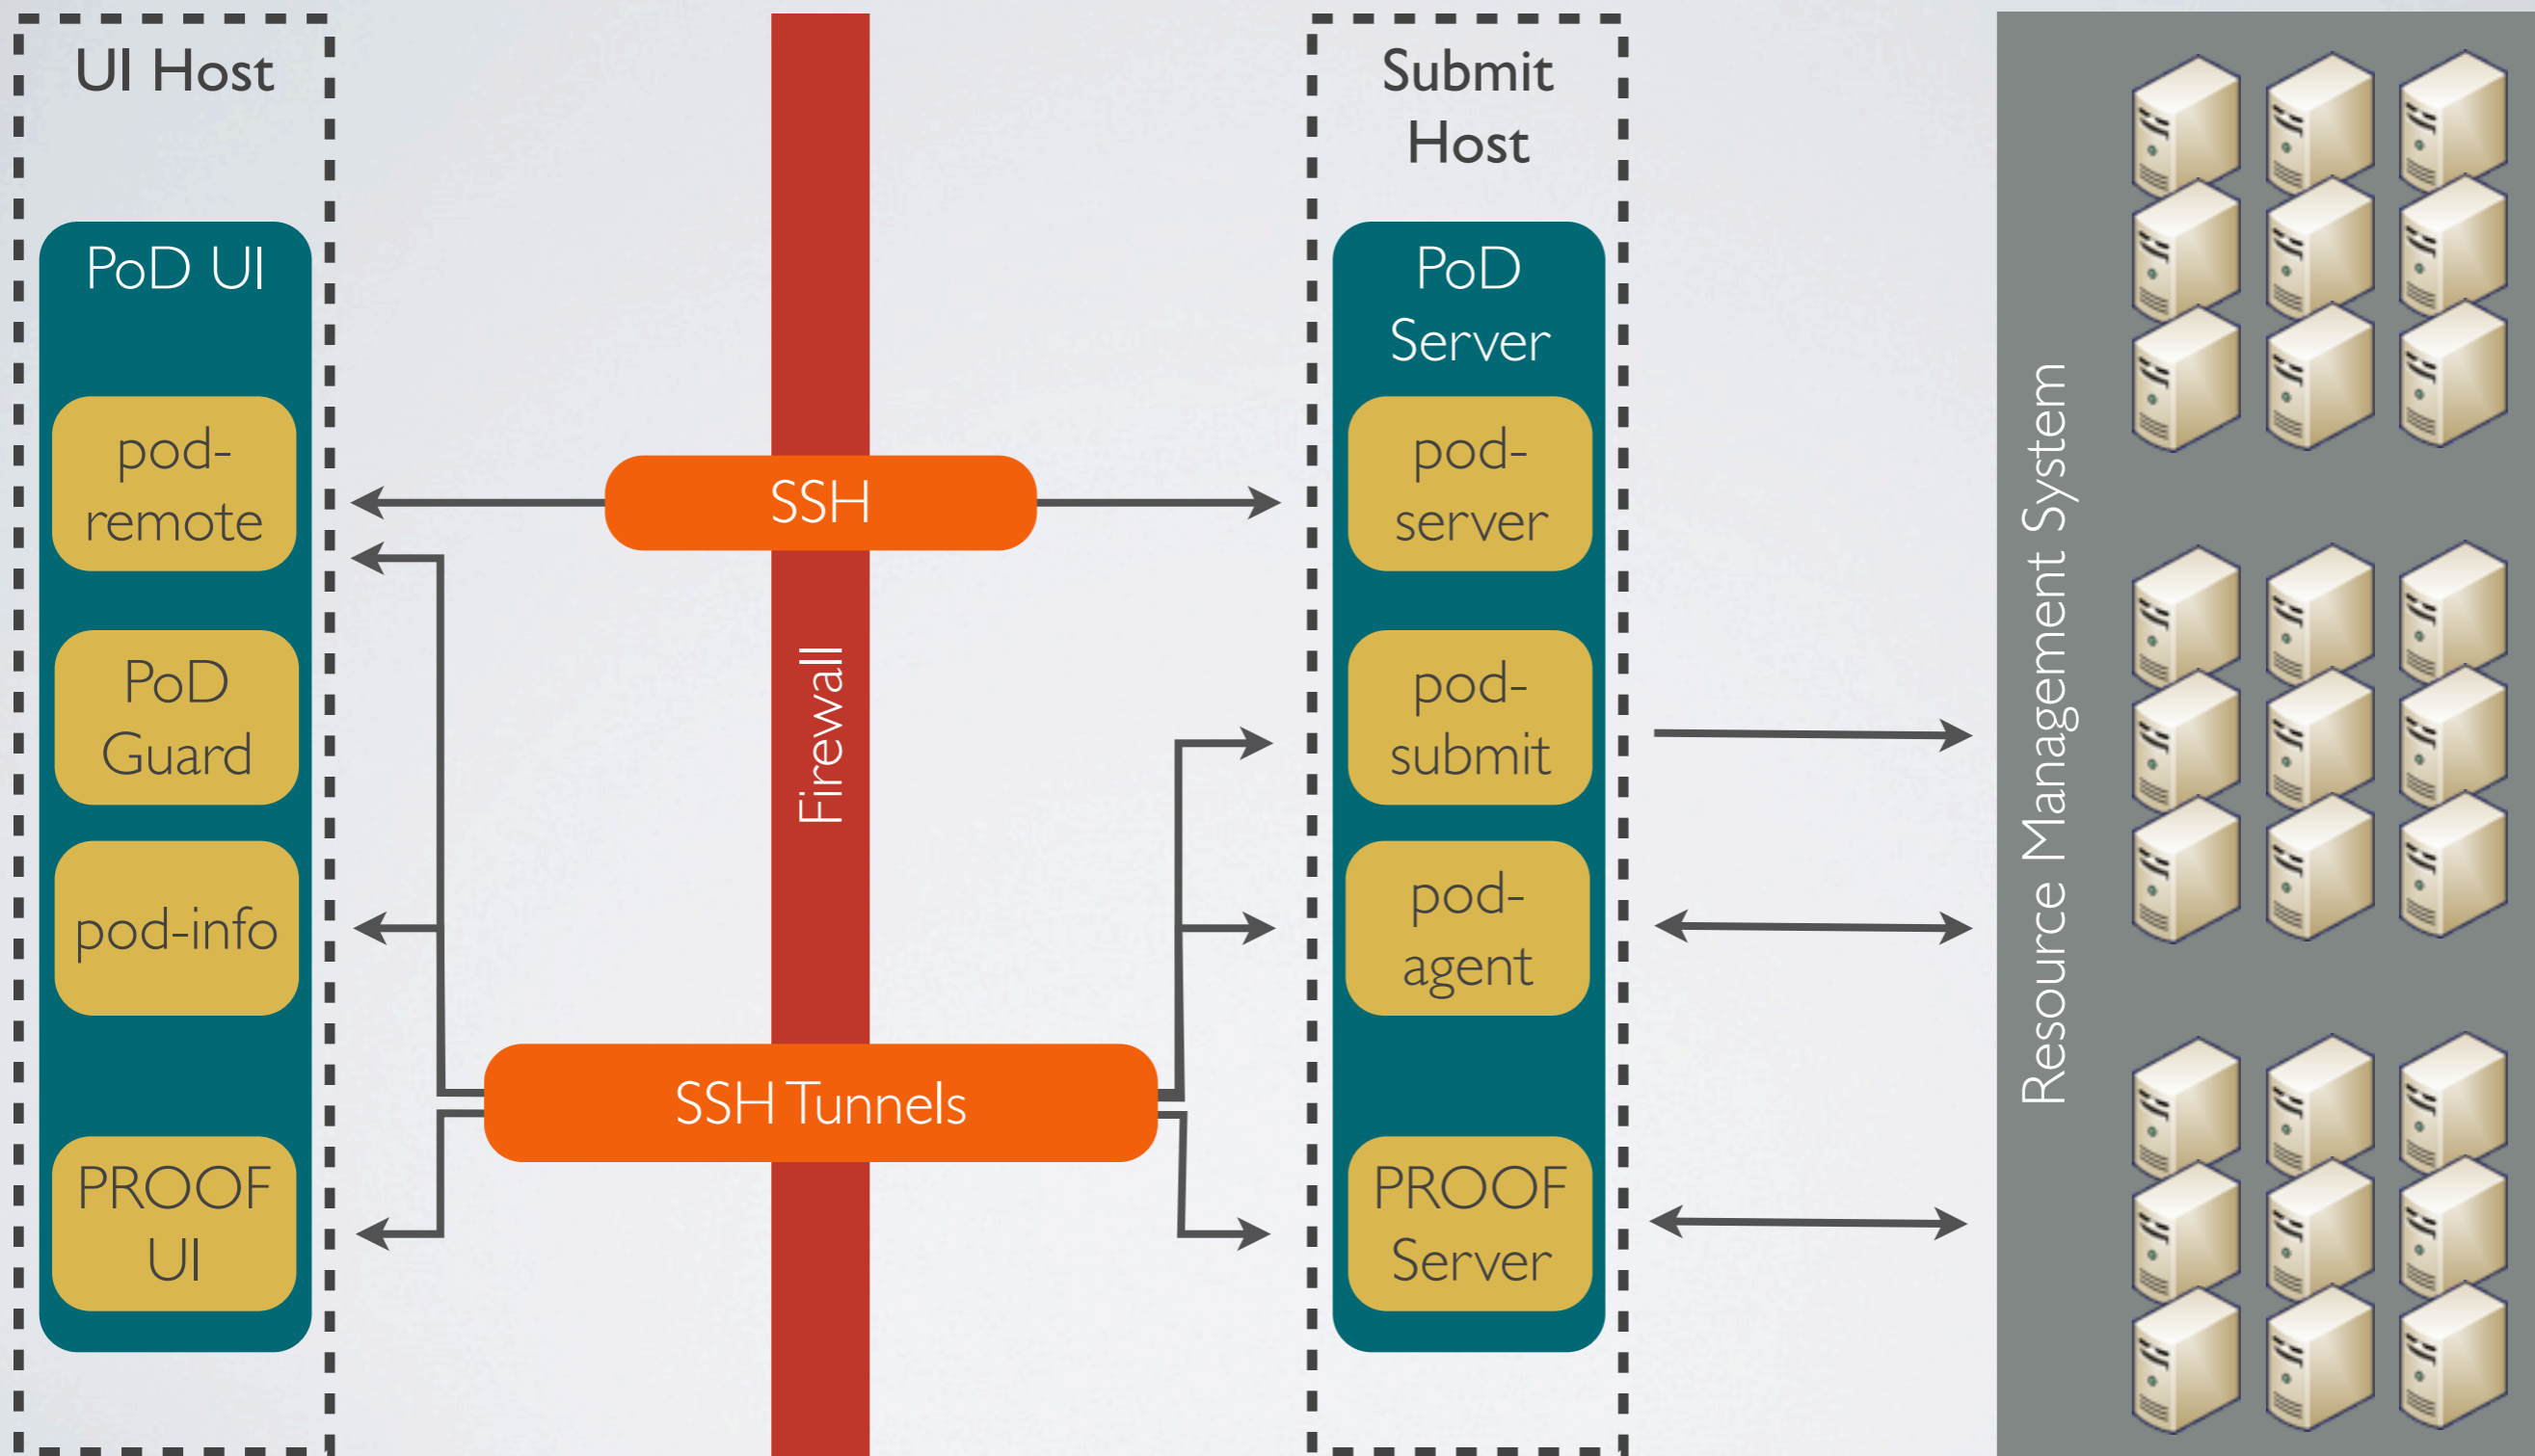 UI Host
PoD UI
pod-
remote
PoD
Guard
pod-info
PROOF
UI
SSH
Firewall
SSH Tunnels
Submit
Host
PoD
Server
pod-
server
pod-
submit
pod-
agent
PROOF
Server
Resource Management System